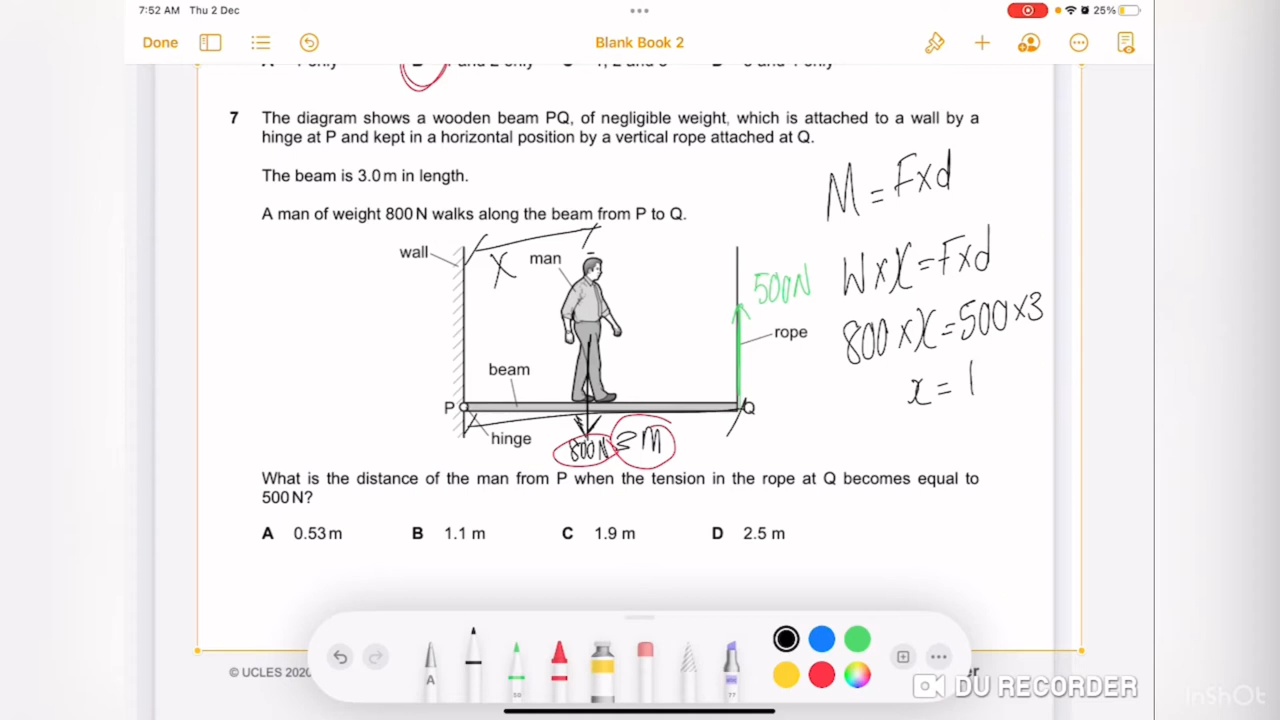 7:52 AM Thu 2 Dec
25%
Done
Blank Book 2
7 The diagram shows a wooden beam PQ, of negligible weight, which is attached to a wall by a
hinge at P and kept in a horizontal position by a vertical rope attached at Q.
The beam is 3.0 m in length.
A man of weight 800 N walks along the beam from P to Q.
wall
man
X
500N
rope
beam
P
Q
hinge
800N
3M
M = F×d
W×X = F×d
800×X = 500×3
x = 1
What is the distance of the man from P when the tension in the rope at Q becomes equal to
500 N?
A 0.53 m B 1.1 m C 1.9 m D 2.5 m
© UCLES 2020
A
50
77
DU RECORDER
InShOt